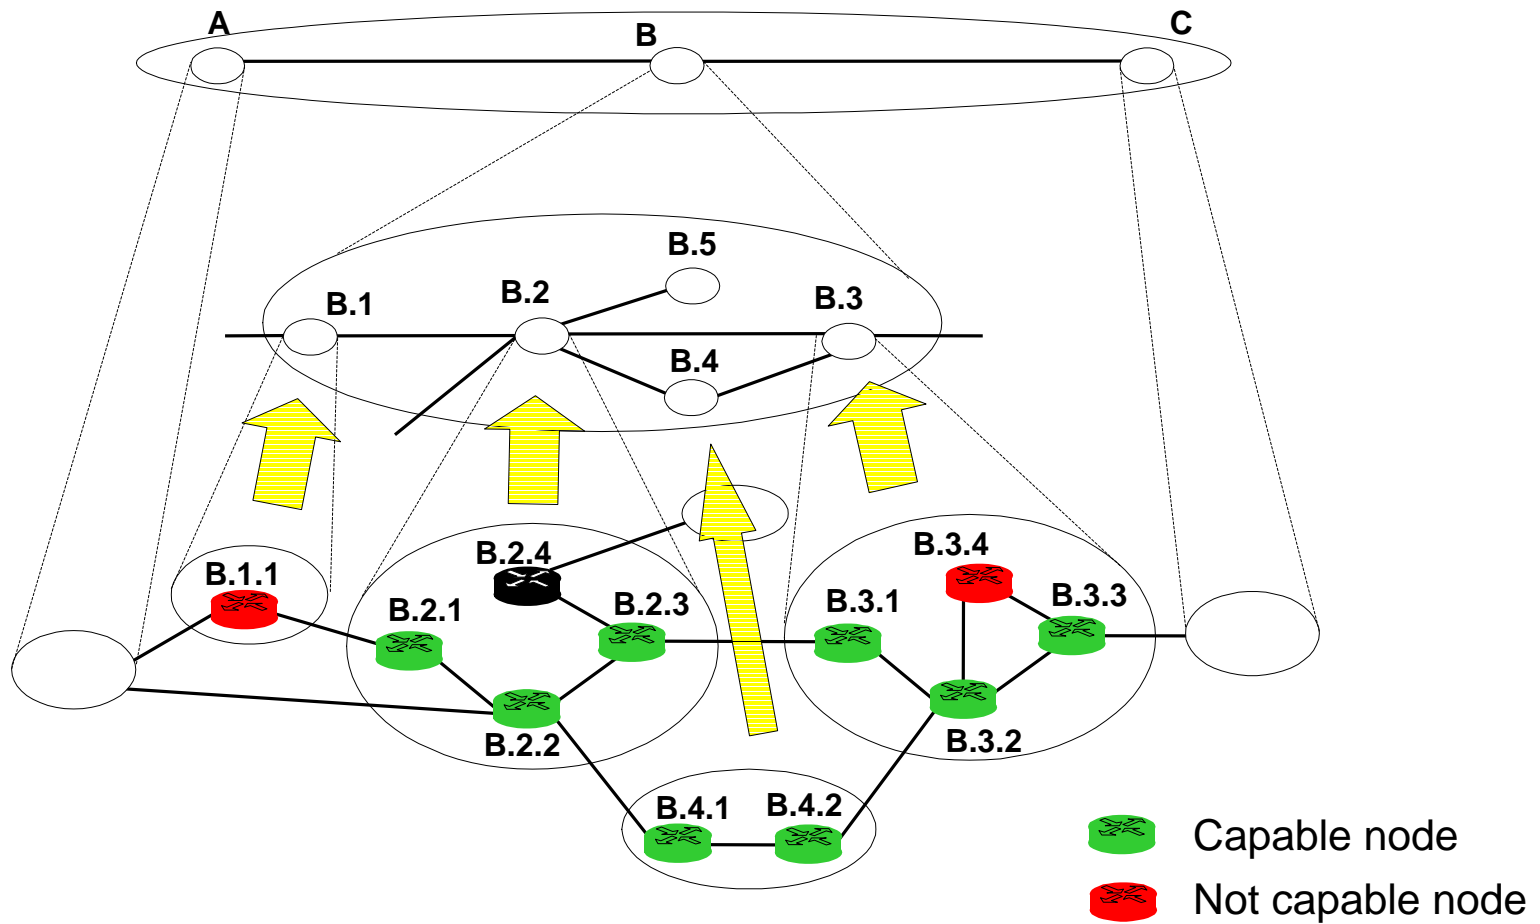 A
B
C
B.5
B.1
B.2
B.3
B.4
B.2.4
B.3.4
B.1.1
B.2.1
B.2.3
B.3.1
B.3.3
B.2.2
B.3.2
B.4.1
B.4.2
Capable node
Not capable node